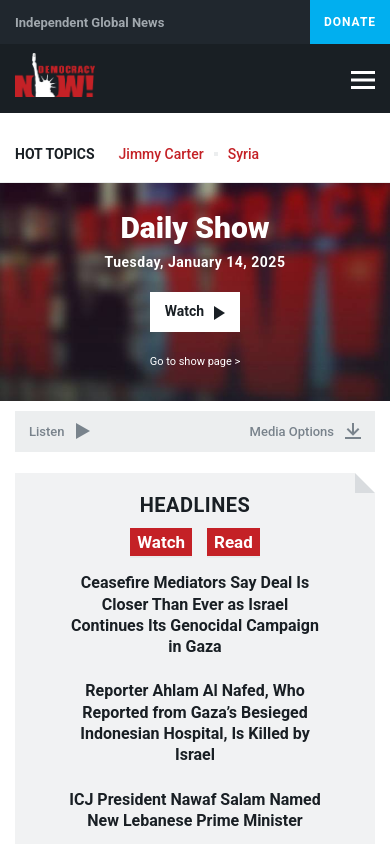 Independent Global News
DONATE
DEMOCRACY
NOW!
HOT TOPICS
Jimmy Carter
Syria
Daily Show
Tuesday, January 14, 2025
Watch
Go to show page >
Listen
Media Options
HEADLINES
Watch
Read
Ceasefire Mediators Say Deal Is
Closer Than Ever as Israel
Continues Its Genocidal Campaign
in Gaza
Reporter Ahlam Al Nafed, Who
Reported from Gaza’s Besieged
Indonesian Hospital, Is Killed by
Israel
ICJ President Nawaf Salam Named
New Lebanese Prime Minister